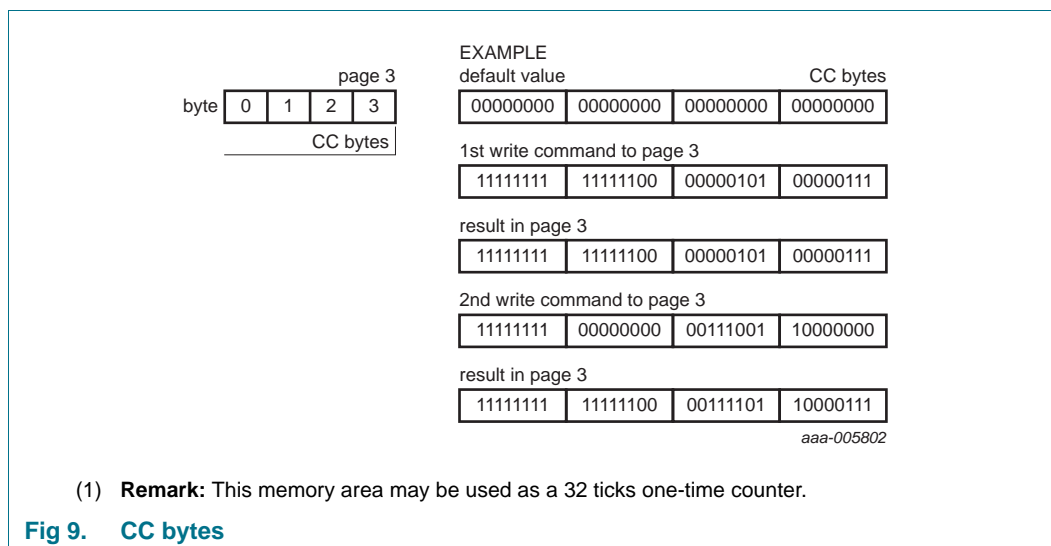 page 3
byte 0 1 2 3
CC bytes
EXAMPLE
default value CC bytes
00000000 00000000 00000000 00000000
1st write command to page 3
11111111 11111100 00000101 00000111
result in page 3
11111111 11111100 00000101 00000111
2nd write command to page 3
11111111 00000000 00111001 10000000
result in page 3
11111111 11111100 00111101 10000111
aaa-005802
(1) Remark: This memory area may be used as a 32 ticks one-time counter.
Fig 9. CC bytes